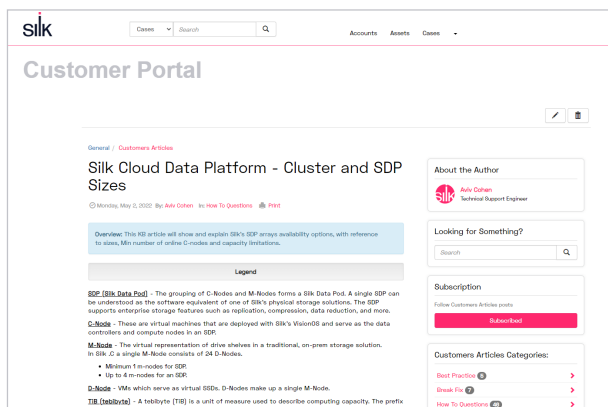 Silk
Cases
Search
Accounts Assets Cases
Customer Portal
General / Customers Articles
Silk Cloud Data Platform - Cluster and SDP
Sizes
Monday, May 2, 2022 By: Aviv Cohen In: How To Questions Print
Overview: This KB article will show and explain Silk's SDP arrays availability options, with reference
to sizes, Min number of online C-nodes and capacity limitations.
Legend
SDP (Silk Data Pod) - The grouping of C-Nodes and M-Nodes forms a Silk Data Pod. A single SDP can
be understood as the software equivalent of one of Silk's physical storage solutions. The SDP
supports enterprise storage features such as replication, compression, data reduction, and more.
C-Node - These are virtual machines that are deployed with Silk's VisionOS and serve as the data
controllers and compute nodes in an SDP.
M-Node - The virtual representation of drive shelves in a traditional, on-prem storage solution.
In Silk .C a single M-Node consists of 24 D-Nodes.
• Minimum 1 m-nodes for SDP.
• Up to 4 m-nodes for an SDP.
D-Node - VMs which serve as virtual SSDs. D-Nodes make up a single M-Node.
TiB (tebibyte) - A tebibyte (TiB) is a unit of measure used to describe computing capacity. The prefix
About the Author
Silk
Aviv Cohen
Technical Support Engineer
Looking for Something?
Search
Subscription
Follow Customers Articles posts
Subscribed
Customers Articles Categories:
Best Practice 5
Break Fix 7
How To Questions 46